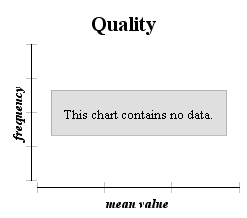 Quality
frequency
This chart contains no data.
mean value